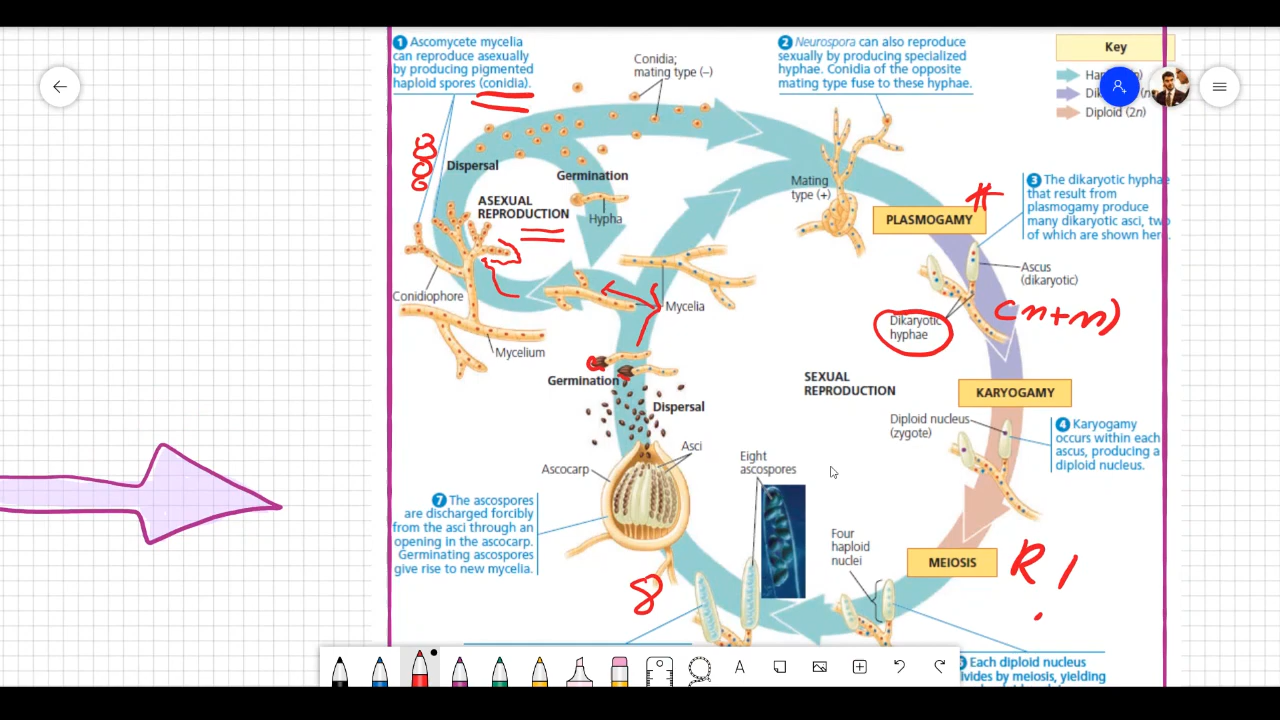 1 Ascomycete mycelia
can reproduce asexually
by producing pigmented
haploid spores (conidia).
Conidia;
mating type (–)
2 Neurospora can also reproduce
sexually by producing specialized
hyphae. Conidia of the opposite
mating type fuse to these hyphae.
Key
Diploid (2n)
Dispersal
Germination
ASEXUAL
REPRODUCTION
Hypha
Mating
type (+)
PLASMOGAMY
3 The dikaryotic hyphae
that result from
plasmogamy produce
many dikaryotic asci, two
of which are shown here.
Ascus
(dikaryotic)
Conidiophore
Mycelia
Dikaryotic
hyphae
(n+n)
Mycelium
Germination
Dispersal
SEXUAL
REPRODUCTION
KARYOGAMY
Diploid nucleus
(zygote)
4 Karyogamy
occurs within each
ascus, producing a
diploid nucleus.
Asci
Ascocarp
Eight
ascospores
7 The ascospores
are discharged forcibly
from the asci through an
opening in the ascocarp.
Germinating ascospores
give rise to new mycelia.
Four
haploid
nuclei
MEIOSIS
R!
8
Each diploid nucleus
divides by meiosis, yielding
A